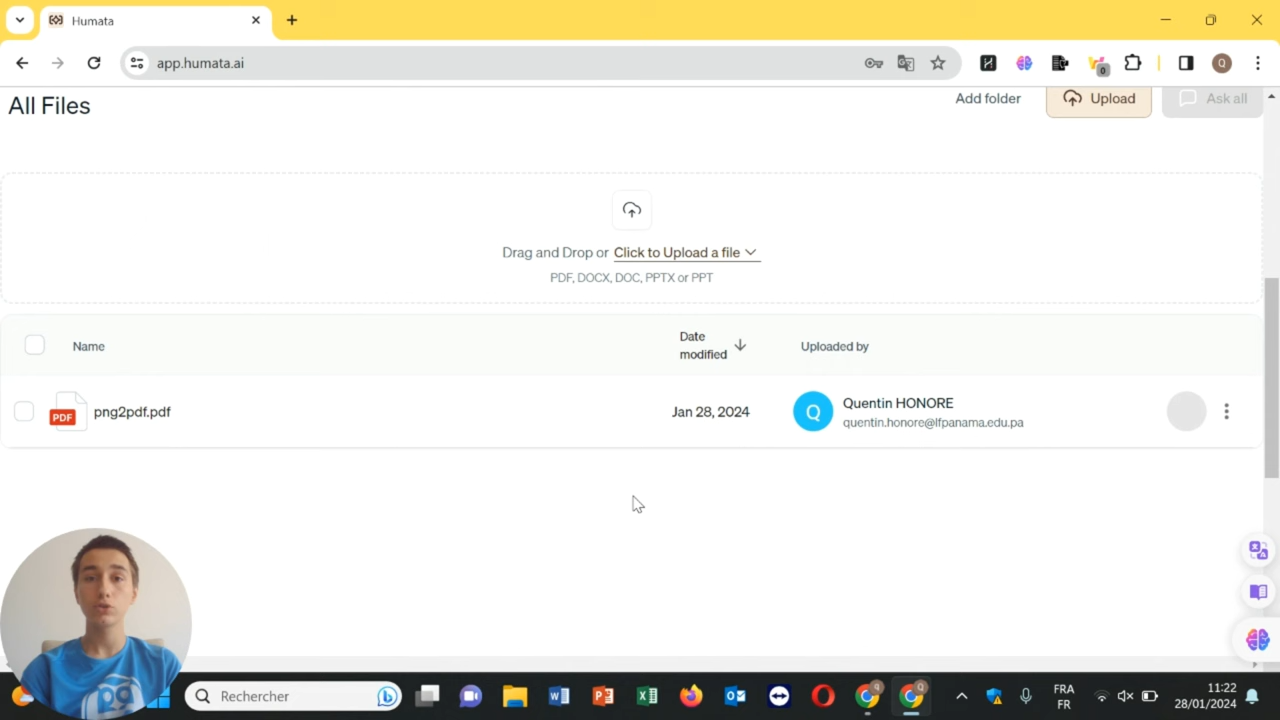 Humata
app.humata.ai
0
Q
All Files
Add folder
Upload
Ask all
Drag and Drop or Click to Upload a file
PDF, DOCX, DOC, PPTX or PPT
Name
Date
modified
Uploaded by
PDF
png2pdf.pdf
Jan 28, 2024
Q
Quentin HONORE
quentin.honore@lfpanama.edu.pa
Rechercher
FRA
FR
11:22
28/01/2024